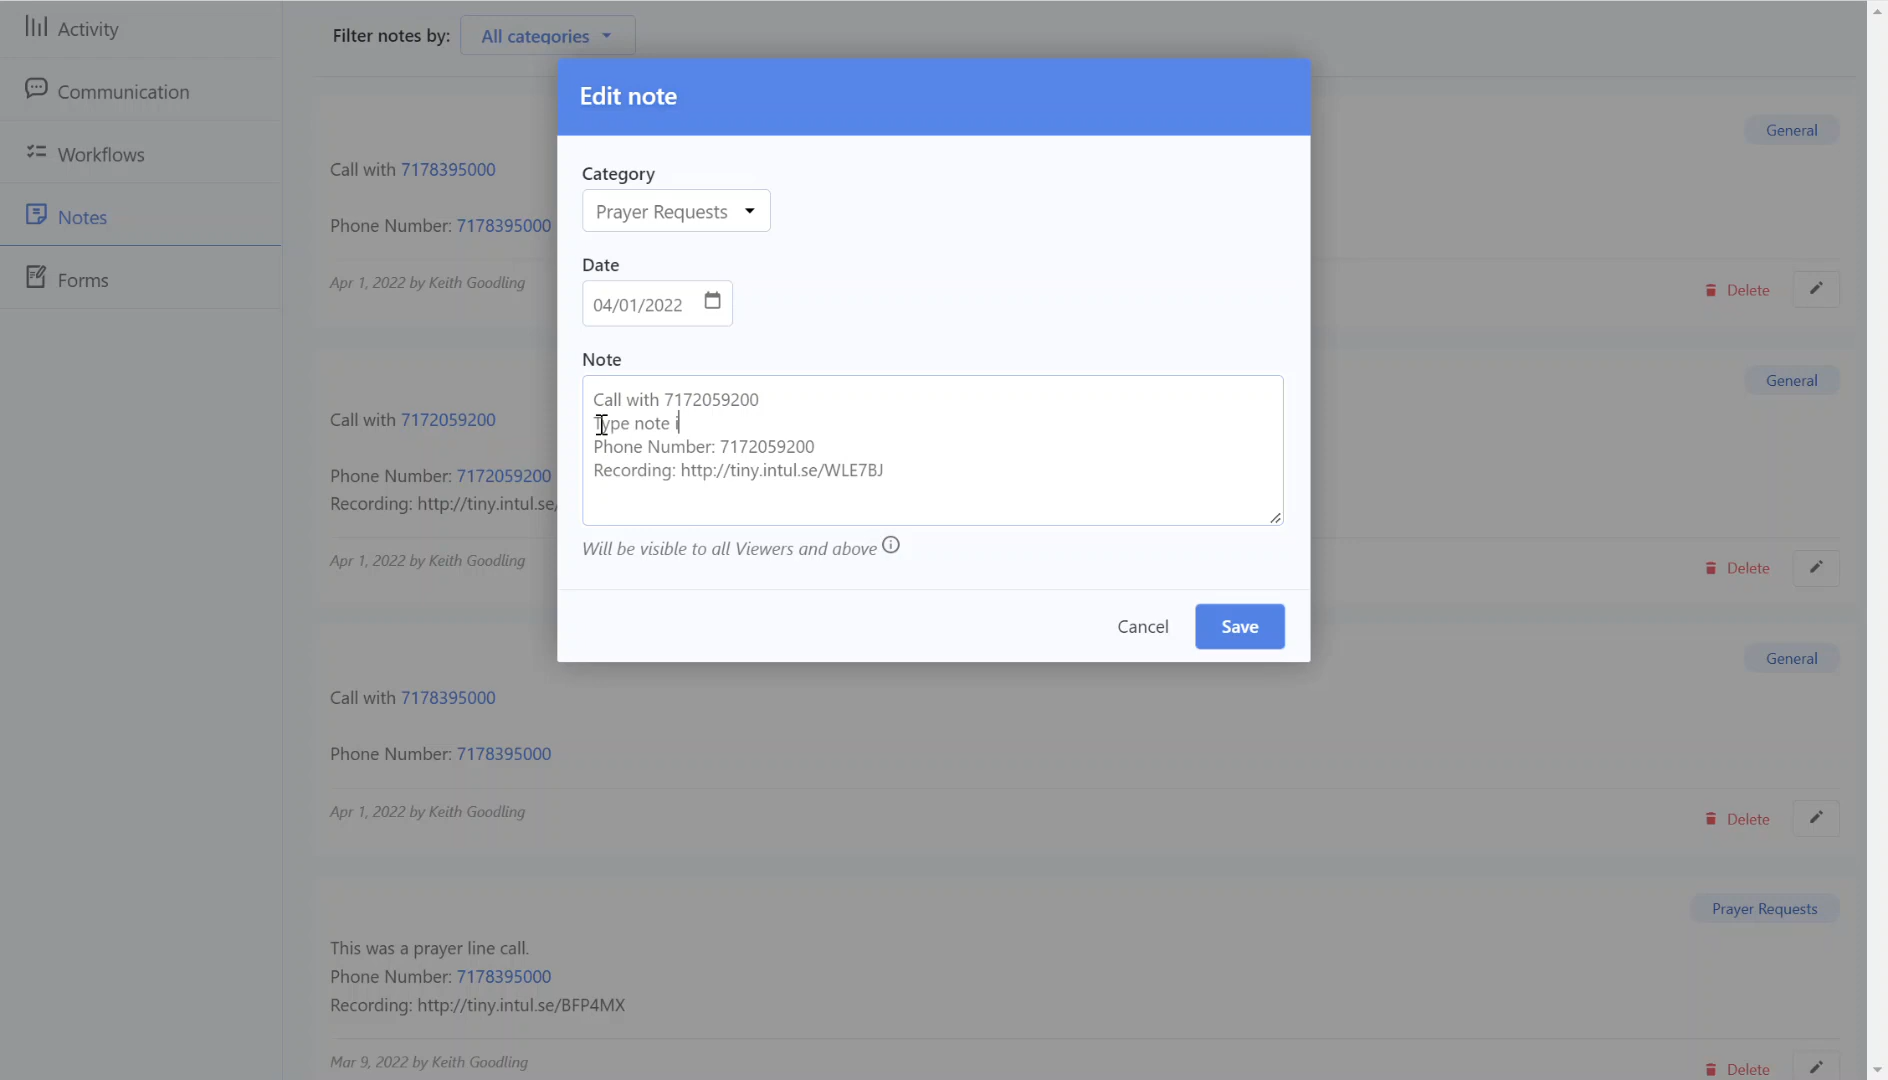 Activity
Communication
Workflows
Notes
Forms
Filter notes by: All categories
General
Call with 7178395000
Phone Number: 7178395000
Apr 1, 2022 by Keith Goodling
Delete
General
Call with 7172059200
Phone Number: 7172059200
Recording: http://tiny.intul.se/
Apr 1, 2022 by Keith Goodling
Delete
General
Call with 7178395000
Phone Number: 7178395000
Apr 1, 2022 by Keith Goodling
Delete
Prayer Requests
This was a prayer line call.
Phone Number: 7178395000
Recording: http://tiny.intul.se/BFP4MX
Mar 9, 2022 by Keith Goodling
Delete
Edit note
Category
Prayer Requests
Date
04/01/2022
Note
Call with 7172059200
Type note i
Phone Number: 7172059200
Recording: http://tiny.intul.se/WLE7BJ
Will be visible to all Viewers and above
Cancel
Save